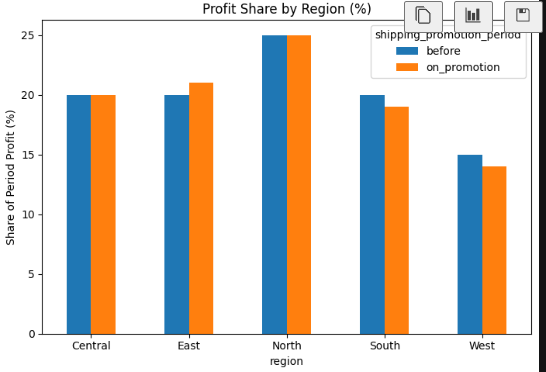 Profit Share by Region (%)
shipping_promotion_period
before
on_promotion
25
20
15
10
5
0
Share of Period Profit (%)
Central East North South West
region